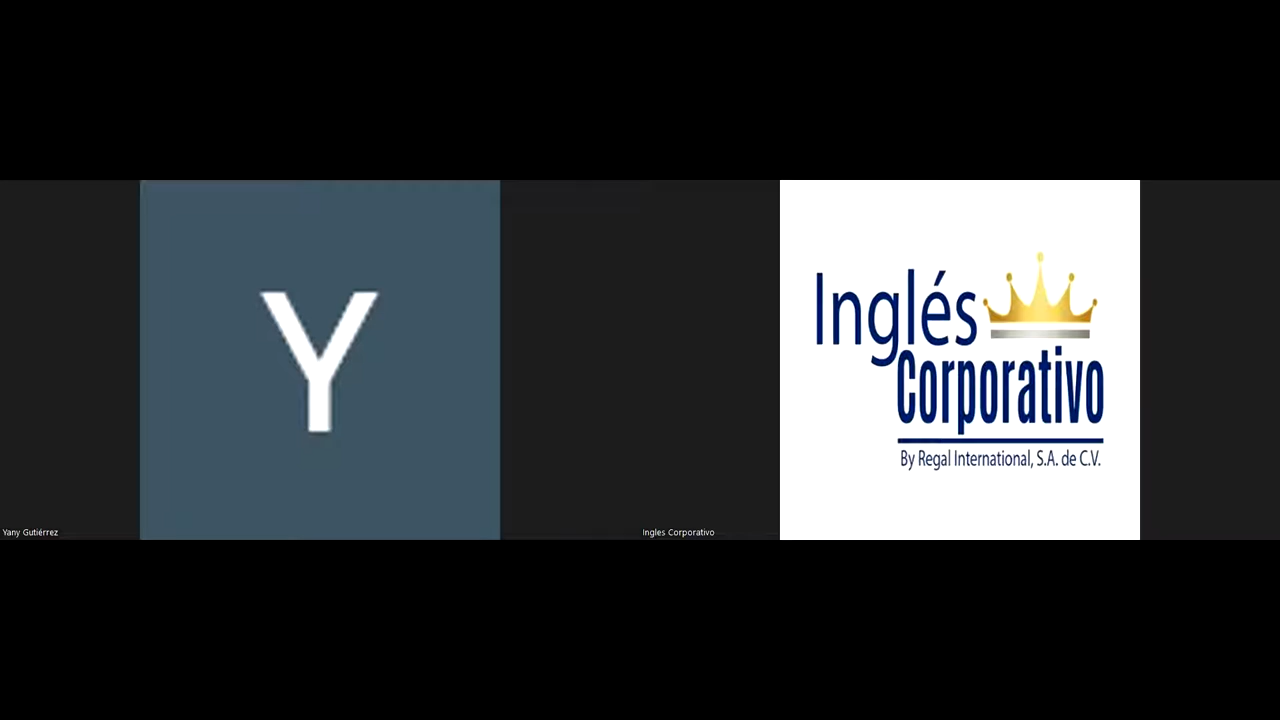 Y
Yany Gutiérrez
Inglés
Corporativo
By Regal International, S.A. de C.V.
Ingles Corporativo